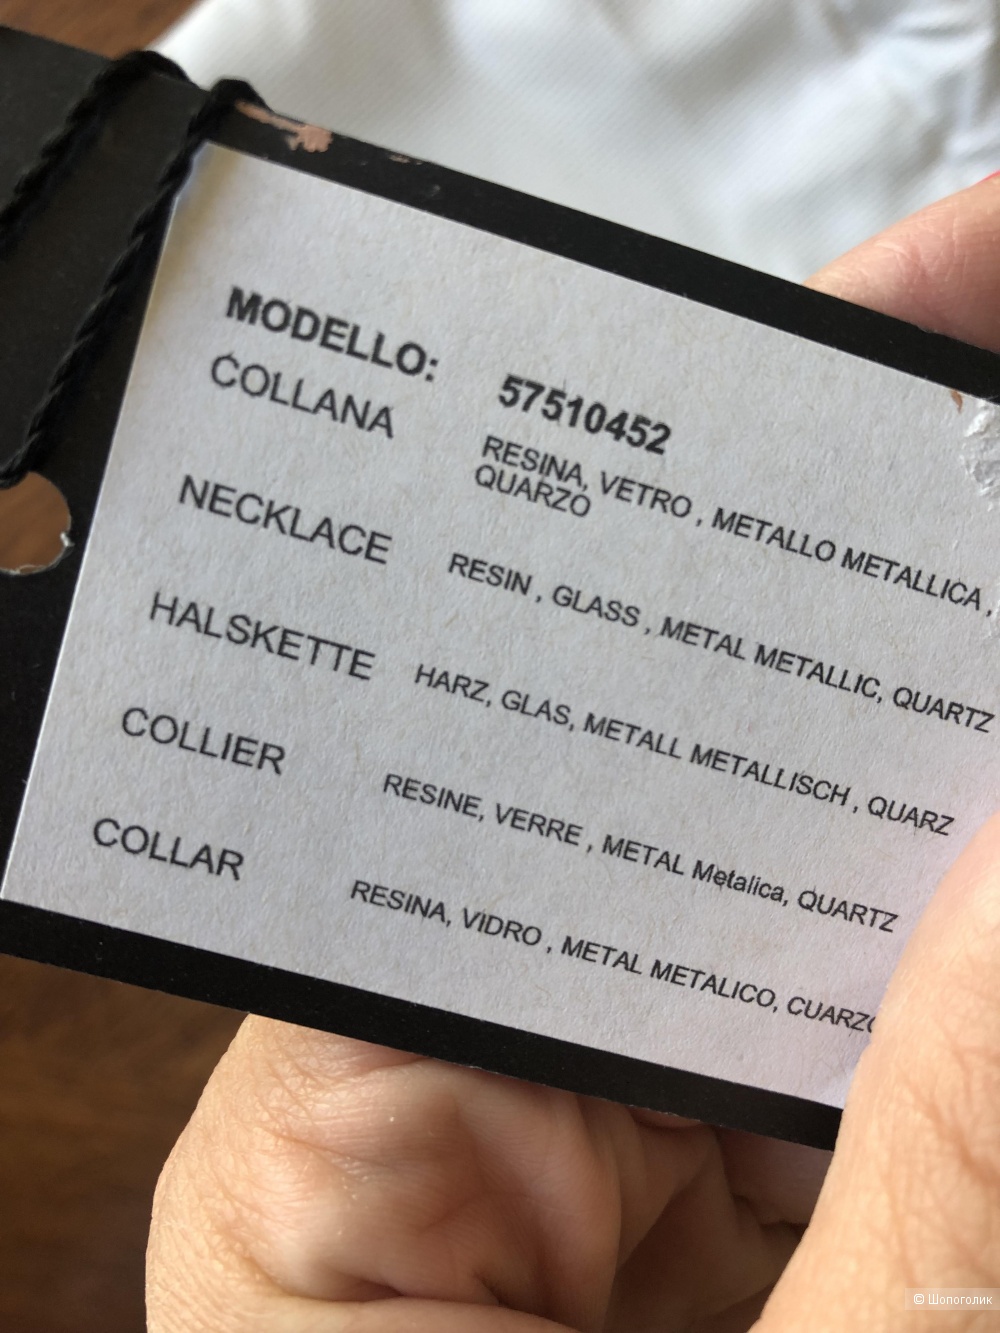 MODELLO: 57510452
COLLANA RESINA, VETRO , METALLO METALLICA ,
QUARZO
NECKLACE RESIN , GLASS , METAL METALLIC, QUARTZ
HALSKETTE HARZ, GLAS, METALL METALLISCH , QUARZ
COLLIER RESINE, VERRE , METAL Metalica, QUARTZ
COLLAR RESINA, VIDRO , METAL METALICO, CUARZO
© Шопоголик